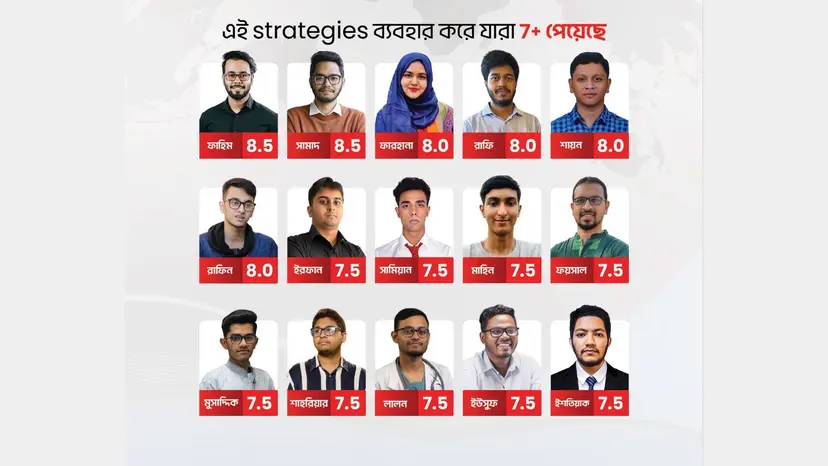 এই strategies ব্যবহার করে যারা 7+ পেয়েছে
ফাহিম 8.5
সামাদ 8.5
ফারহানা 8.0
রাফি 8.0
শায়ন 8.0
রাফিন 8.0
ইরফান 7.5
সামিয়ান 7.5
মাহিন 7.5
ফয়সাল 7.5
মুসাদ্দিক 7.5
শাহরিয়ার 7.5
লালন 7.5
ইউসুফ 7.5
ইশতিয়াক 7.5